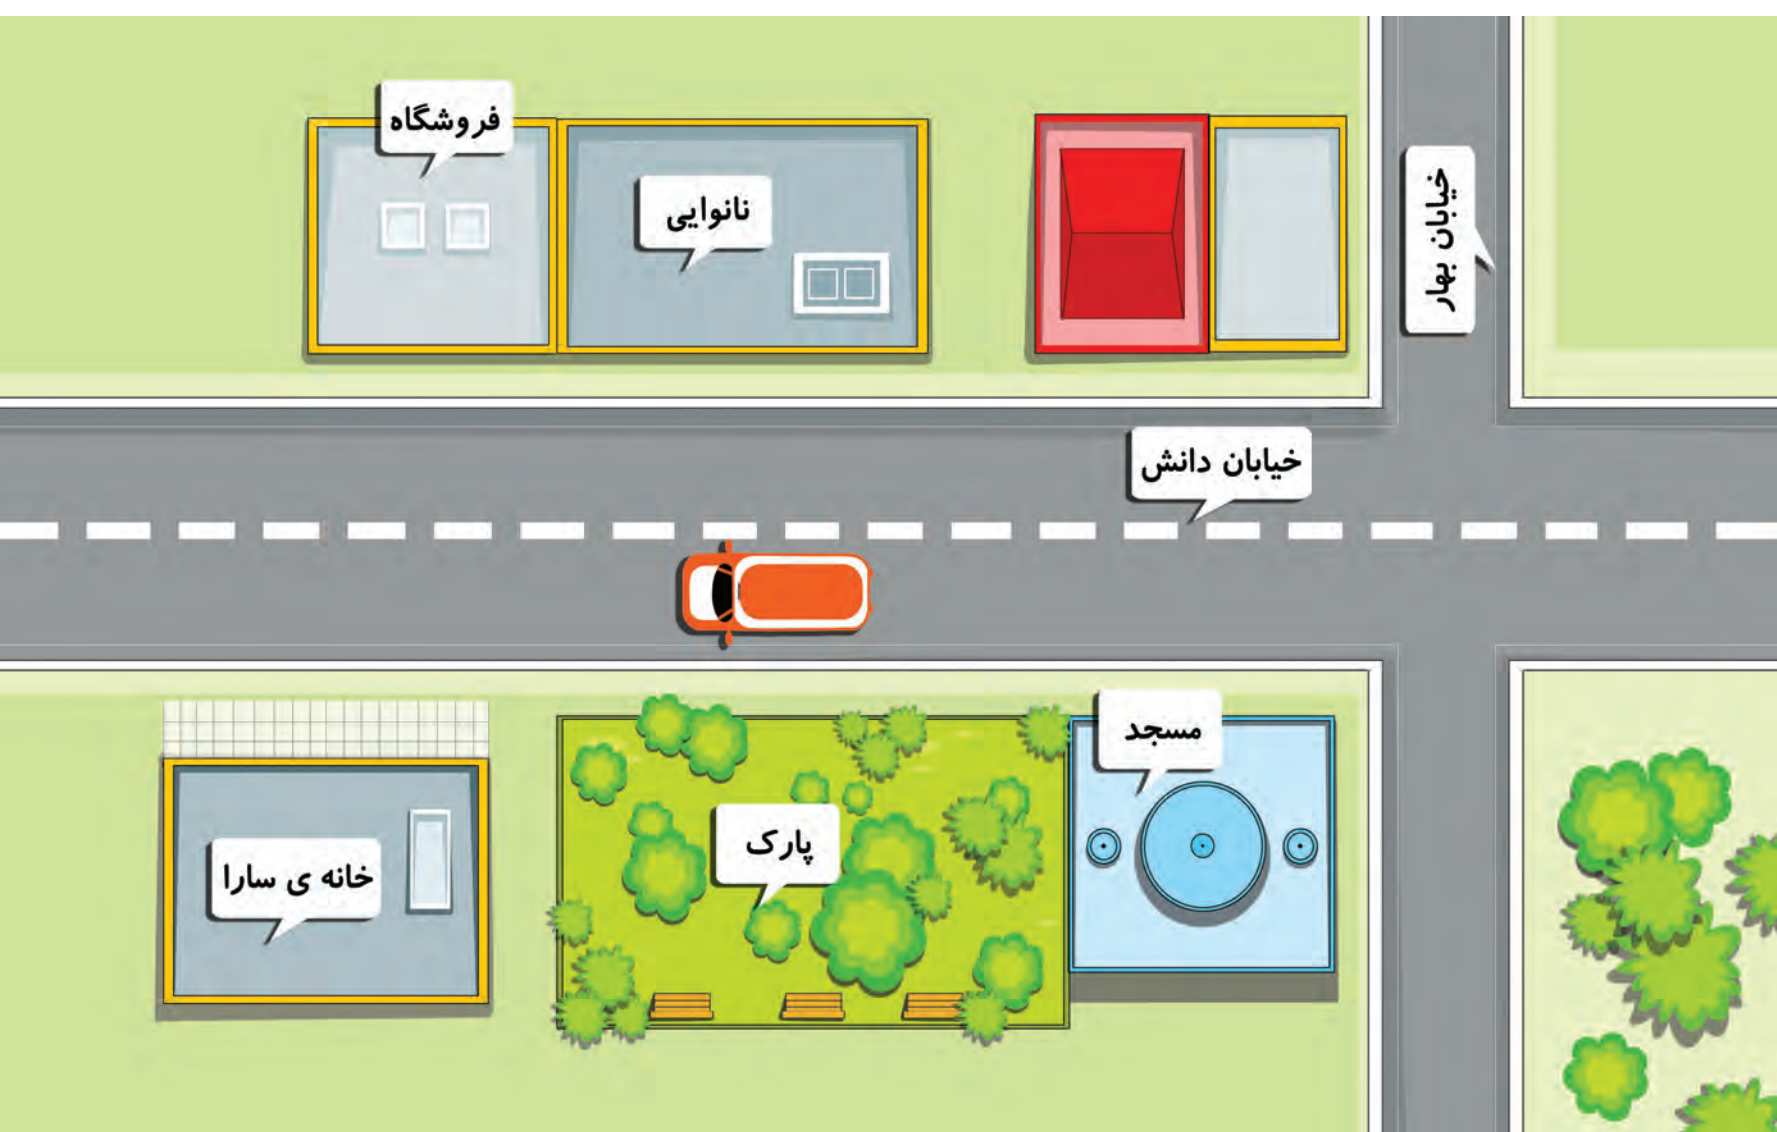 فروشگاه
نانوایی
خیابان بهار
خیابان دانش
مسجد
پارک
خانه ی سارا